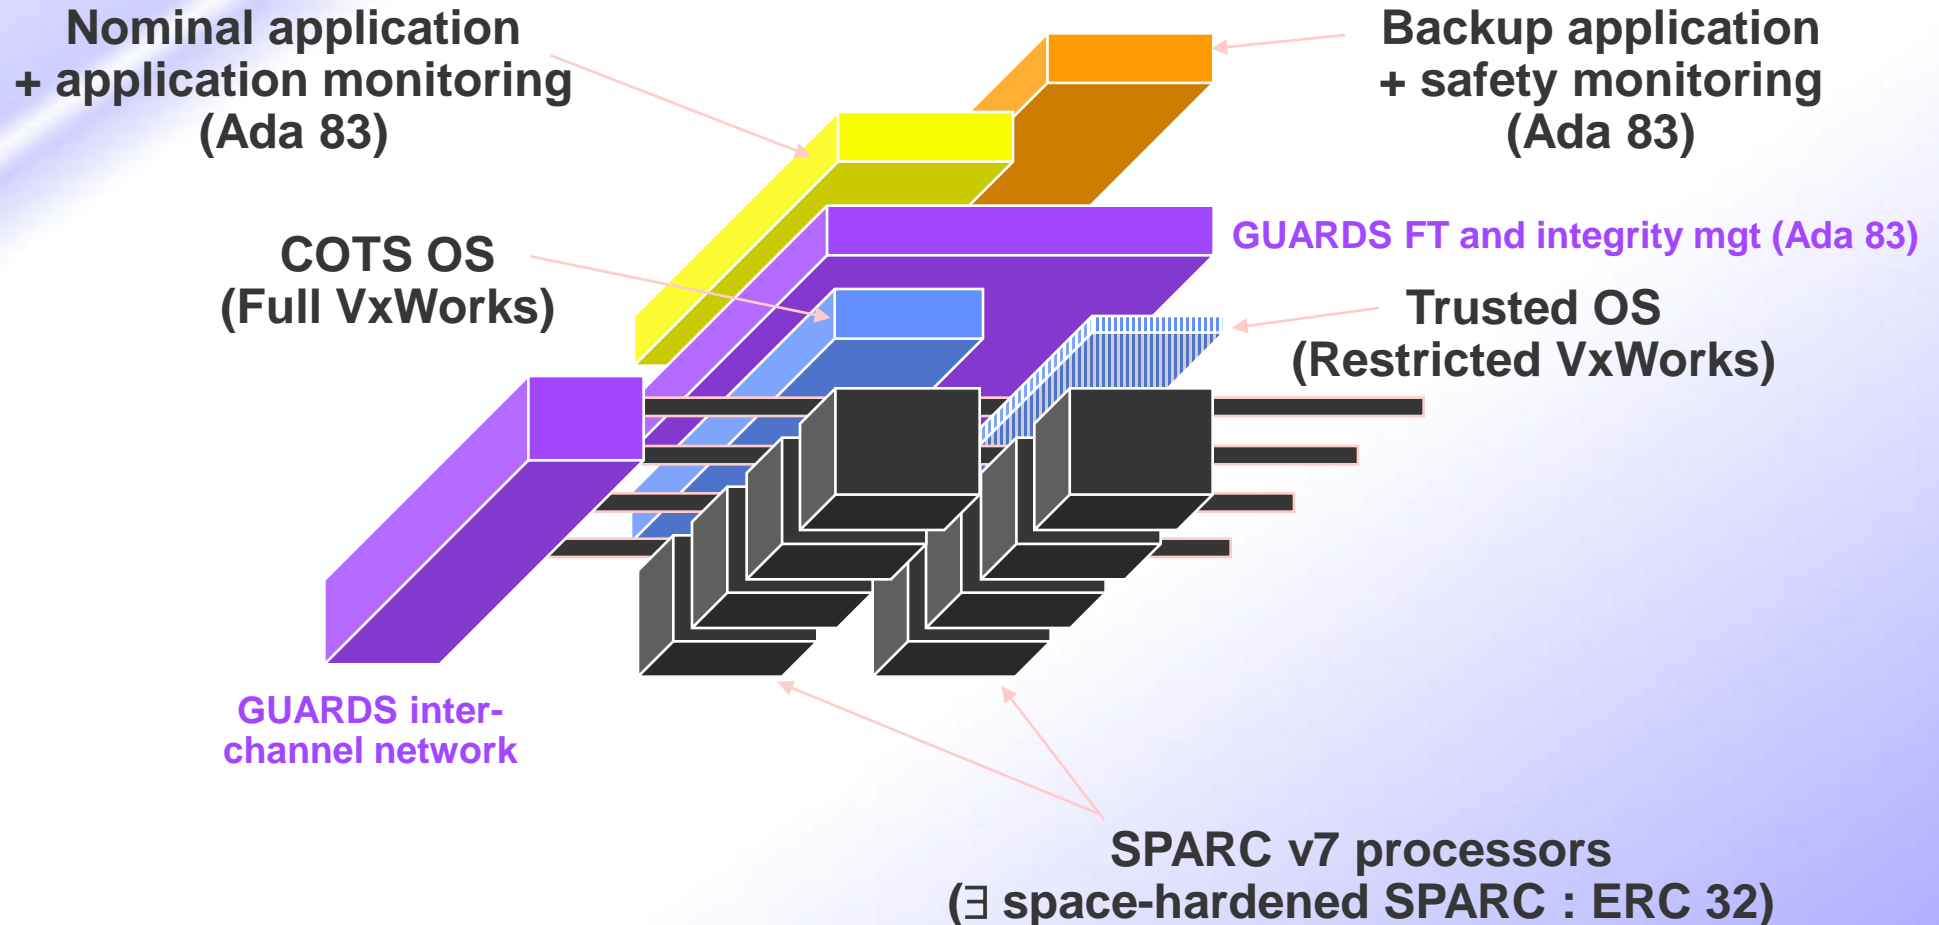 Nominal application
+ application monitoring
(Ada 83)
Backup application
+ safety monitoring
(Ada 83)
COTS OS
(Full VxWorks)
GUARDS FT and integrity mgt (Ada 83)
Trusted OS
(Restricted VxWorks)
GUARDS inter-
channel network
SPARC v7 processors
(∃ space-hardened SPARC : ERC 32)